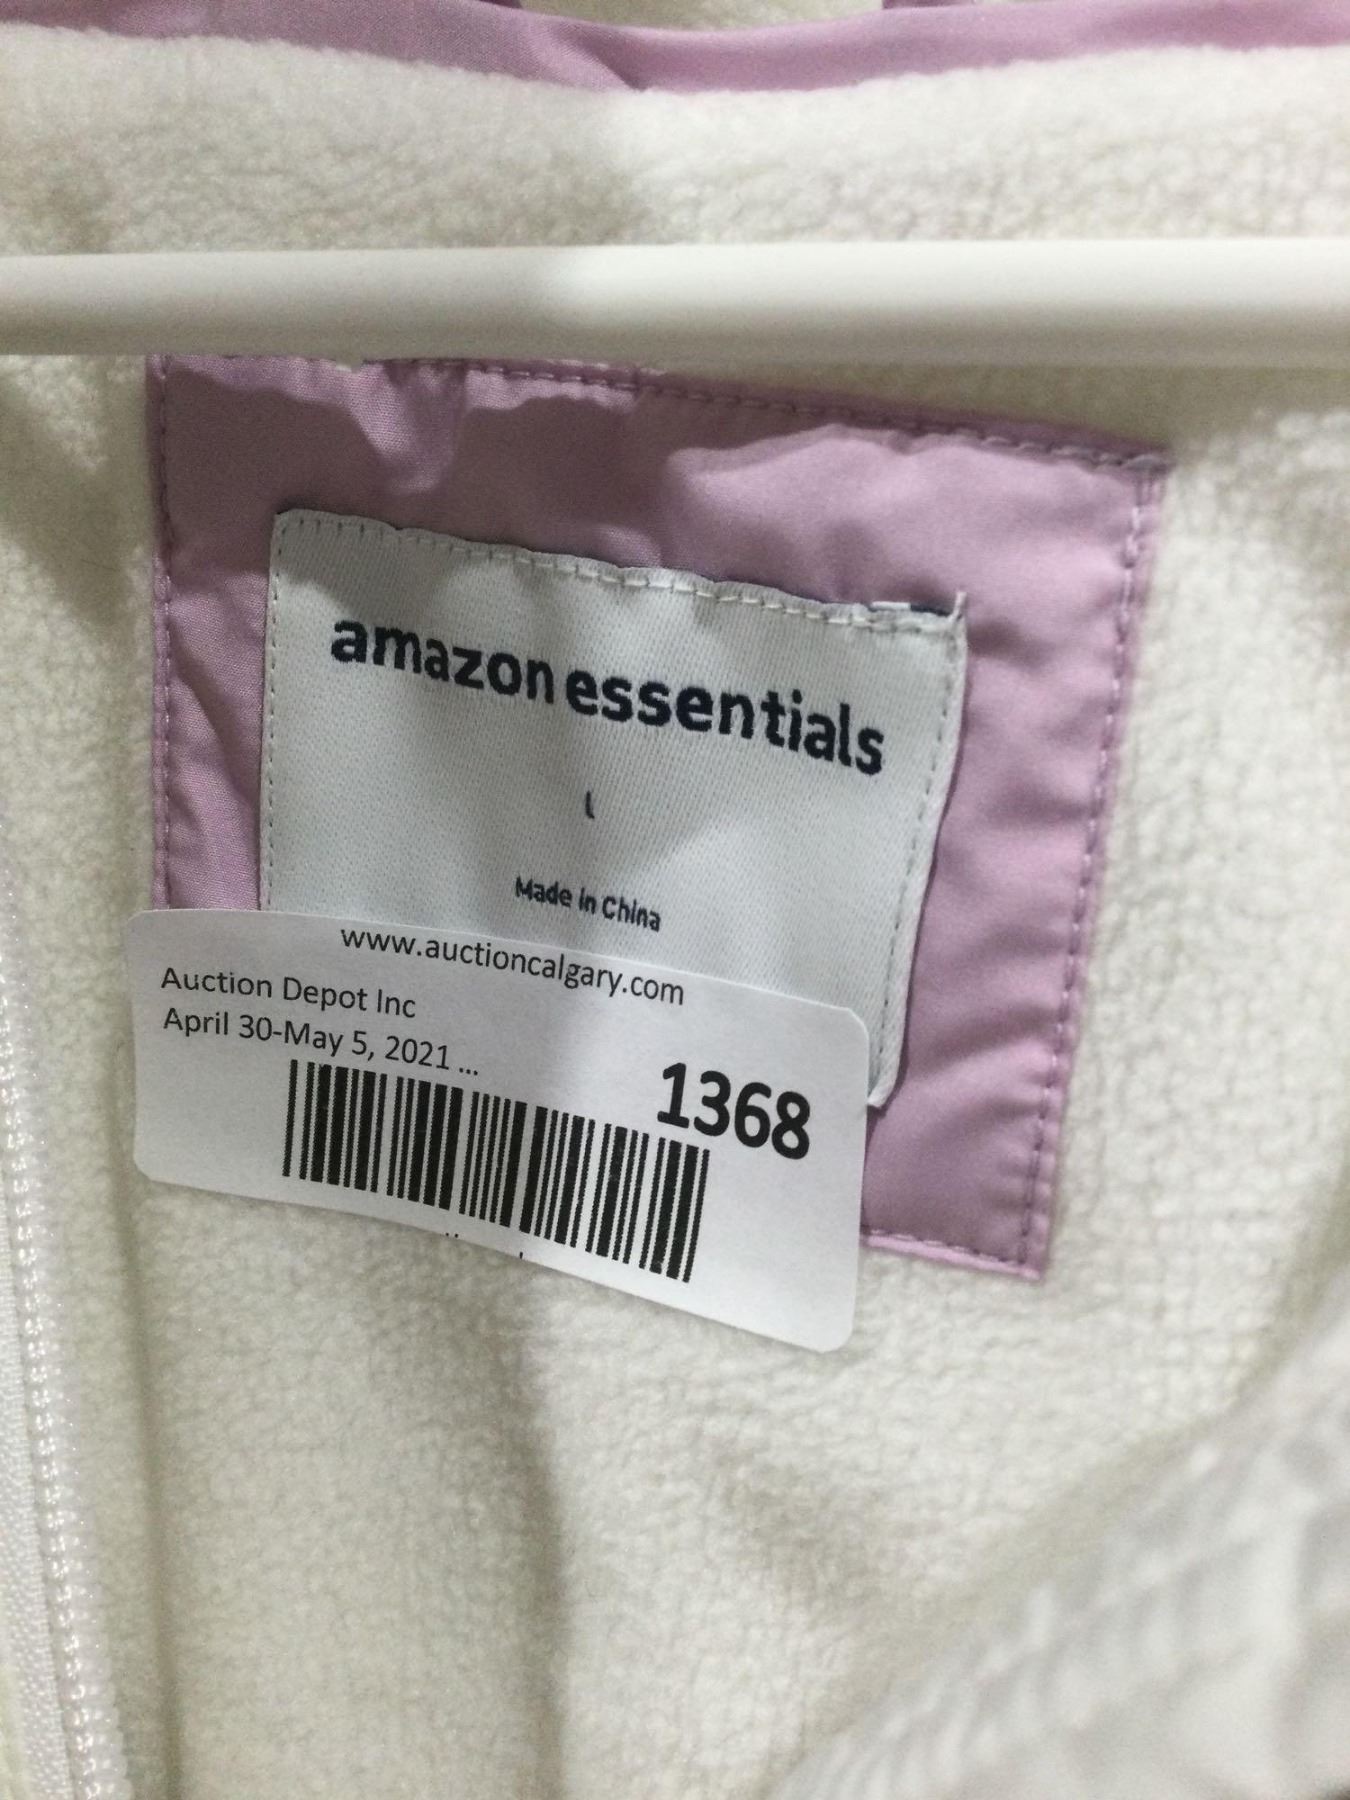 amazon essentials
L
Made in China
www.auctioncalgary.com
Auction Depot Inc
April 30-May 5, 2021 ...
1368